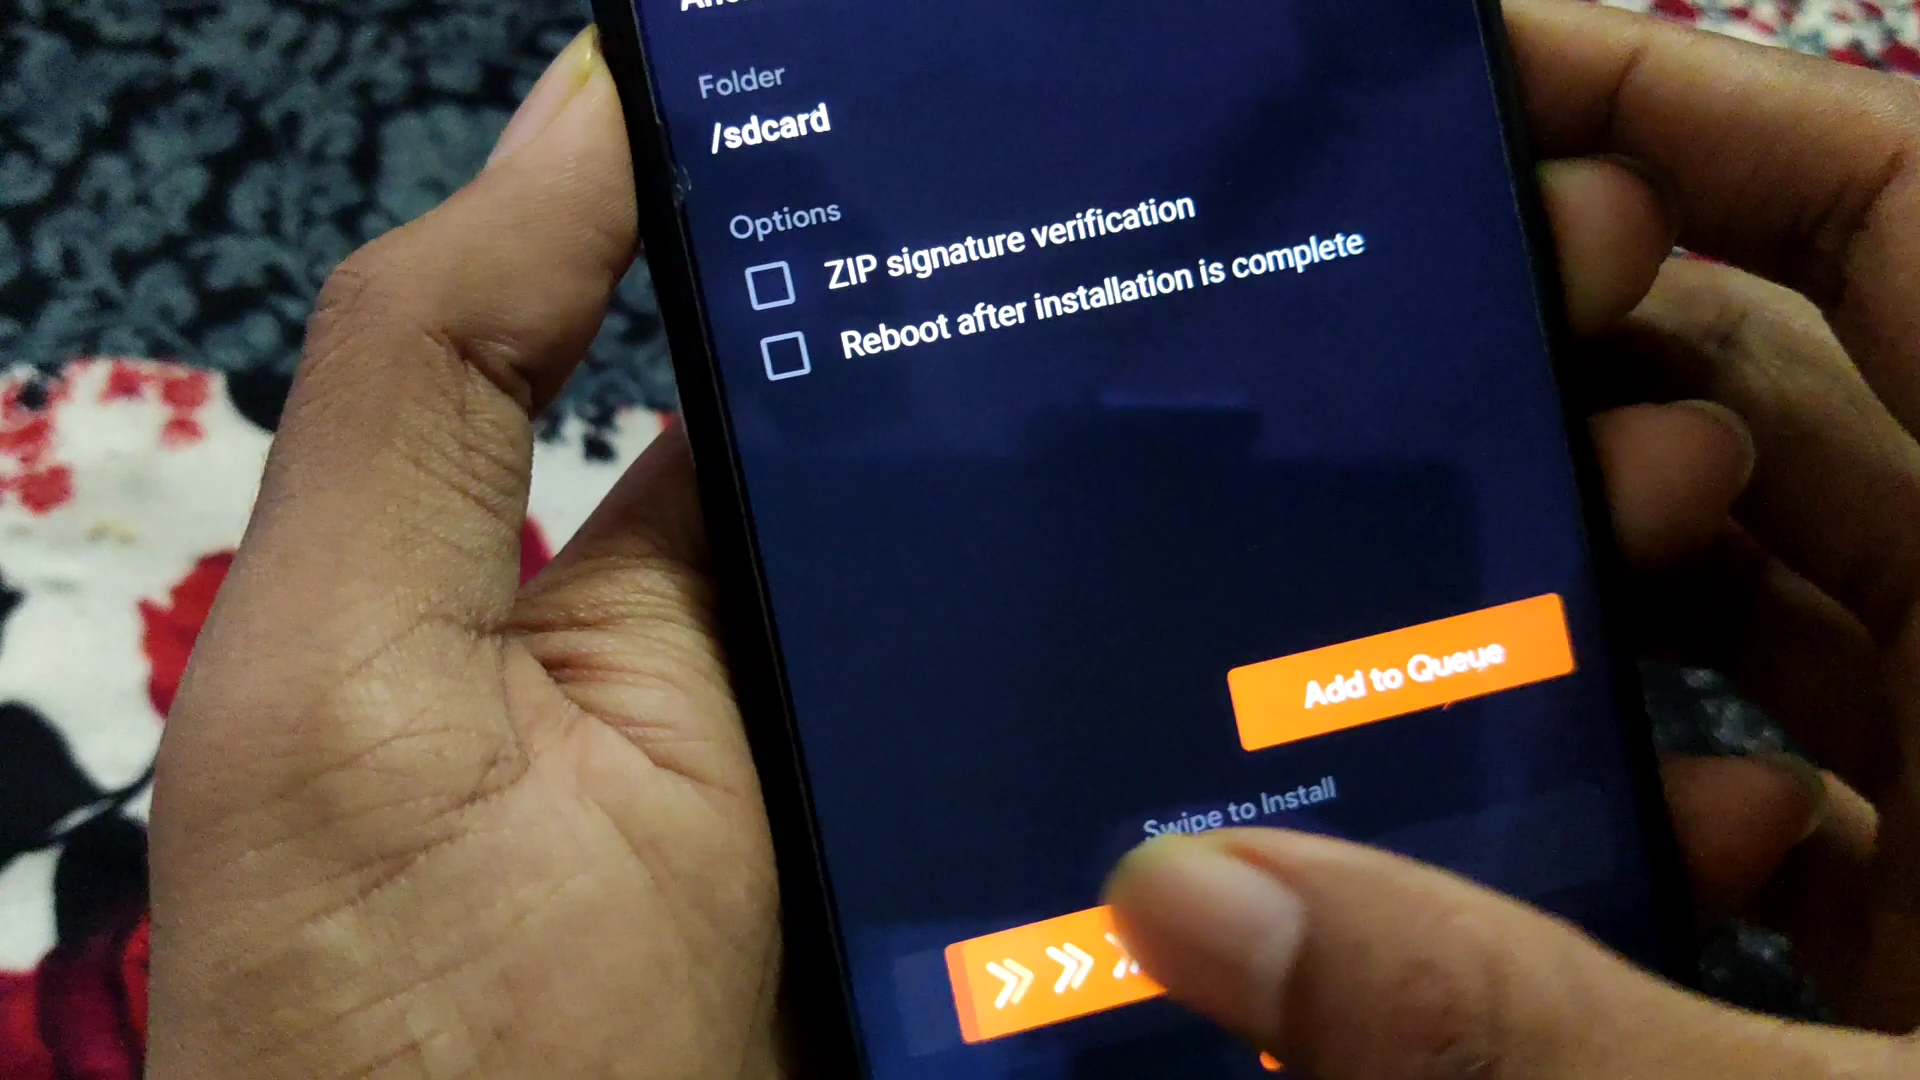 Folder
/sdcard
Options
ZIP signature verification
Reboot after installation is complete
Add to Queue
Swipe to Install